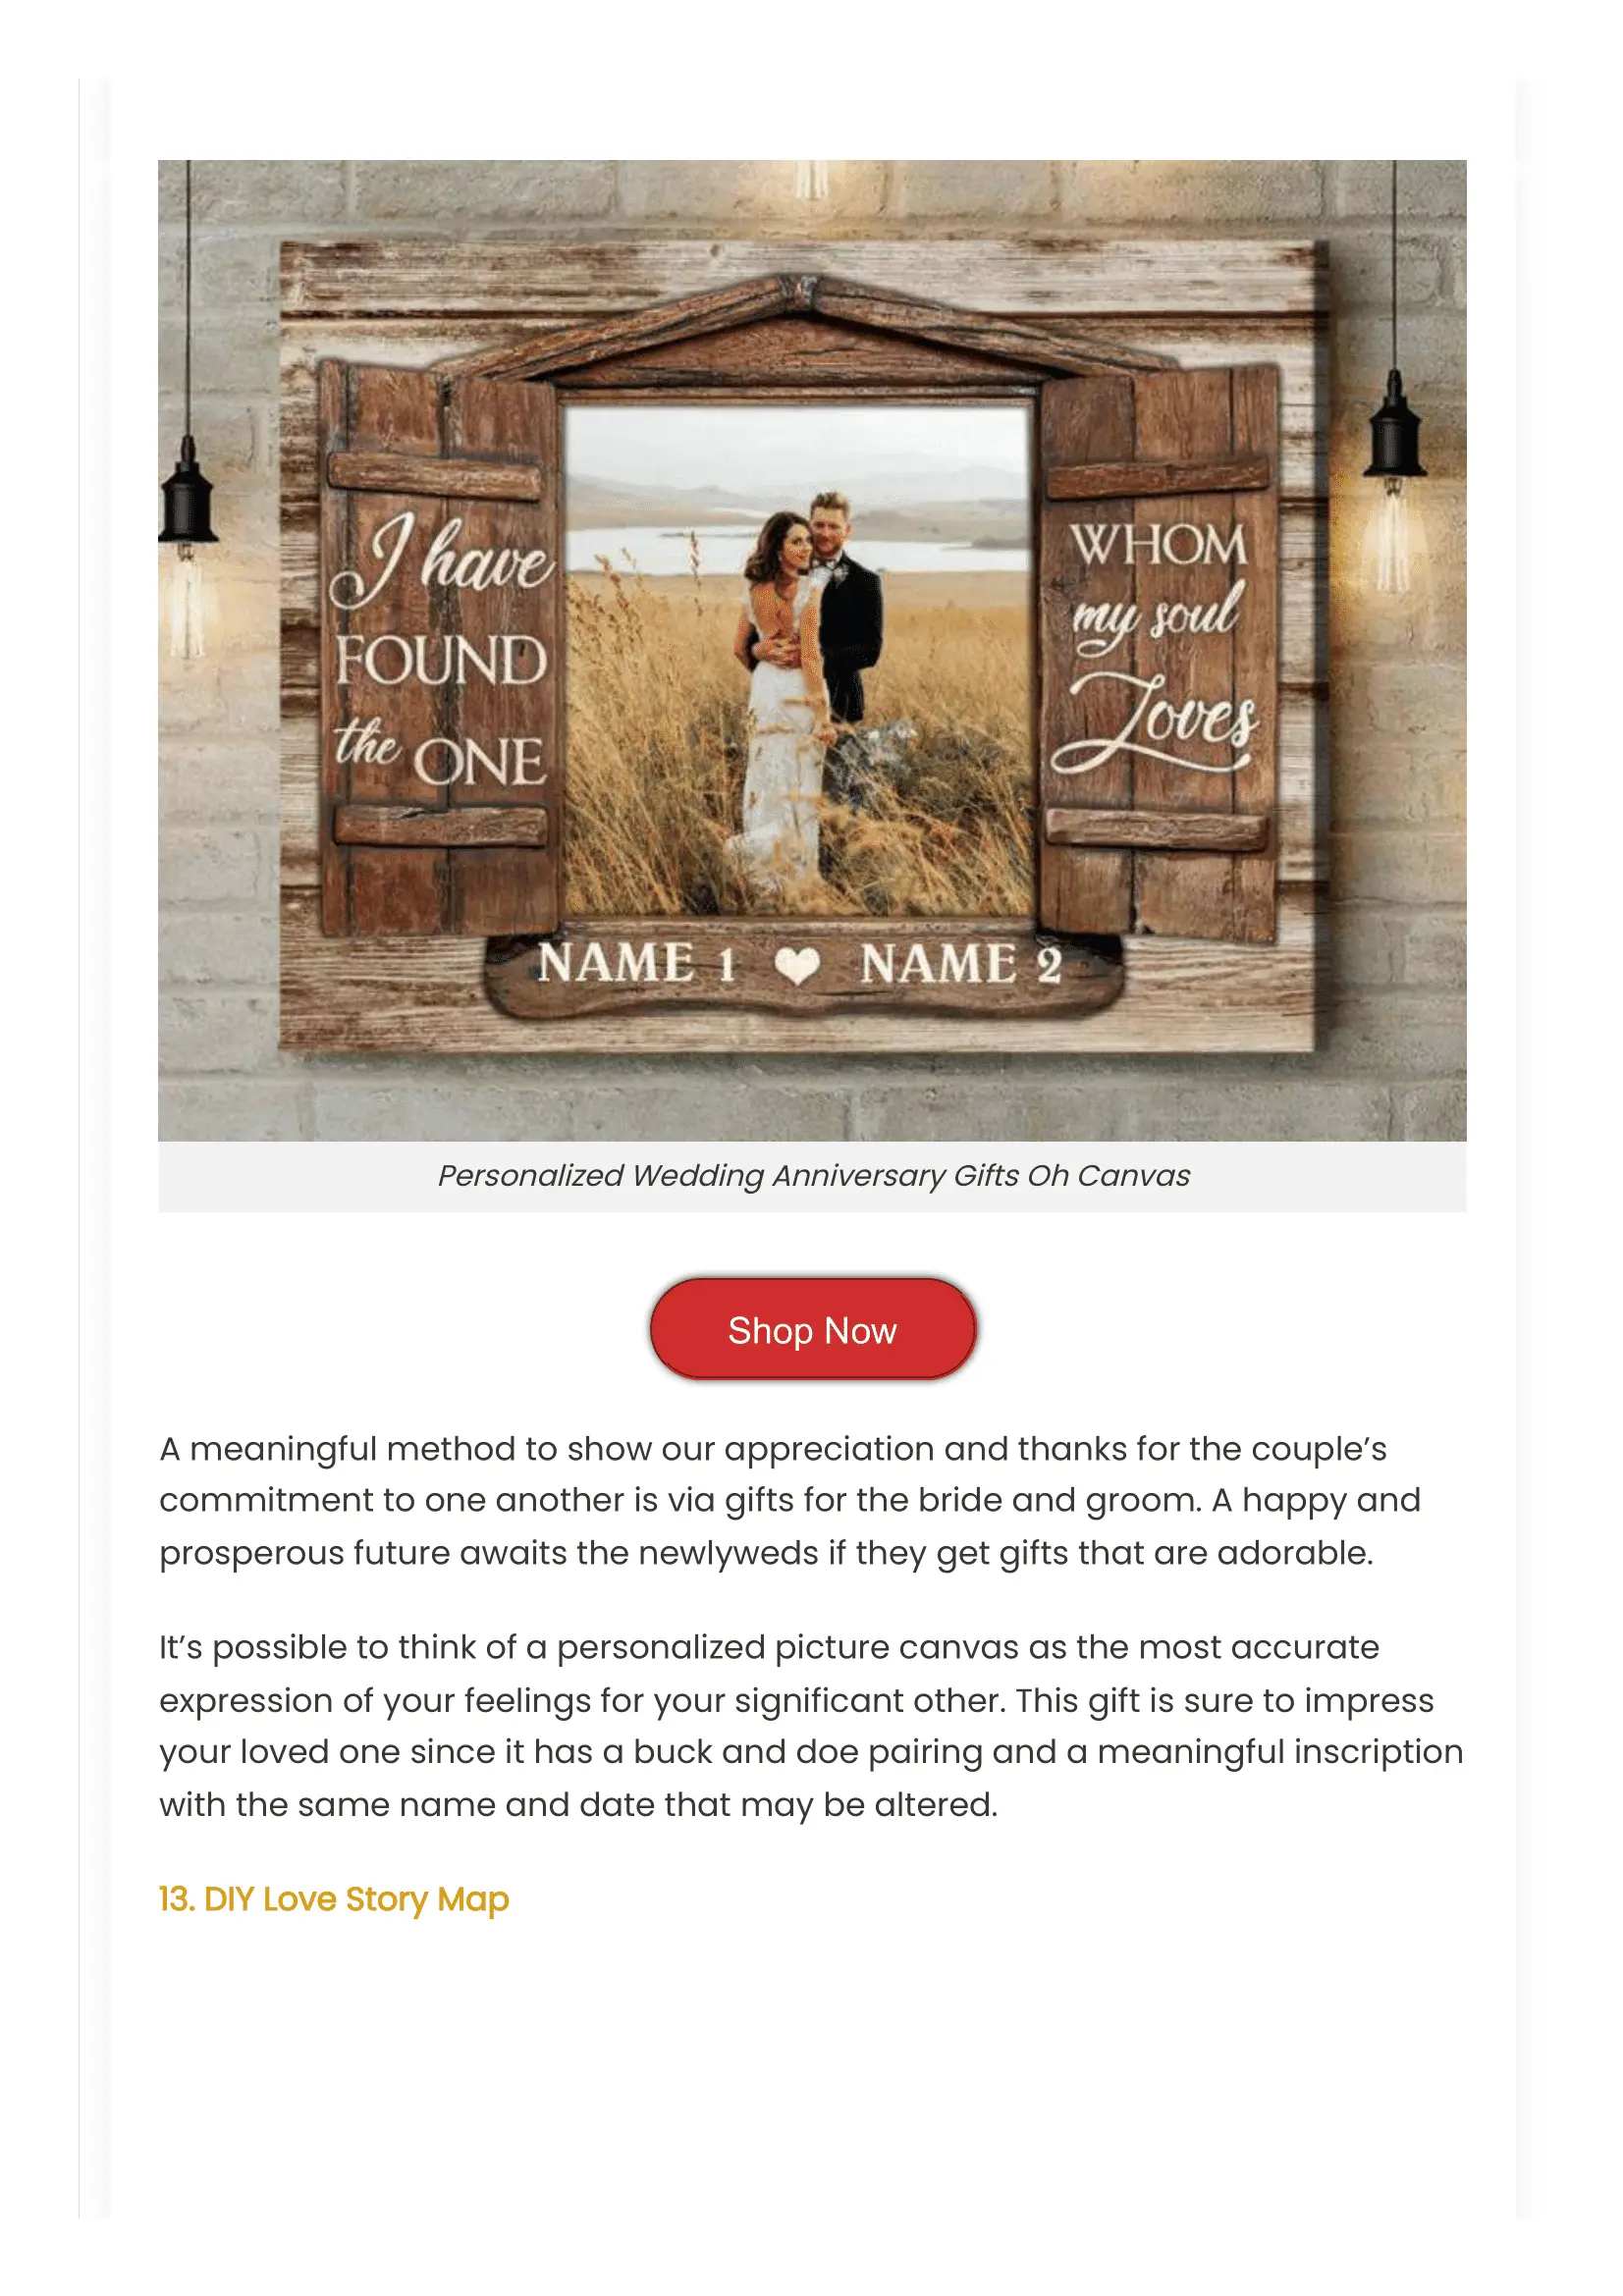 I have
FOUND
the ONE
WHOM
my soul
Loves
NAME 1 NAME 2
Personalized Wedding Anniversary Gifts Oh Canvas
Shop Now
A meaningful method to show our appreciation and thanks for the couple’s
commitment to one another is via gifts for the bride and groom. A happy and
prosperous future awaits the newlyweds if they get gifts that are adorable.
It’s possible to think of a personalized picture canvas as the most accurate
expression of your feelings for your significant other. This gift is sure to impress
your loved one since it has a buck and doe pairing and a meaningful inscription
with the same name and date that may be altered.
13. DIY Love Story Map